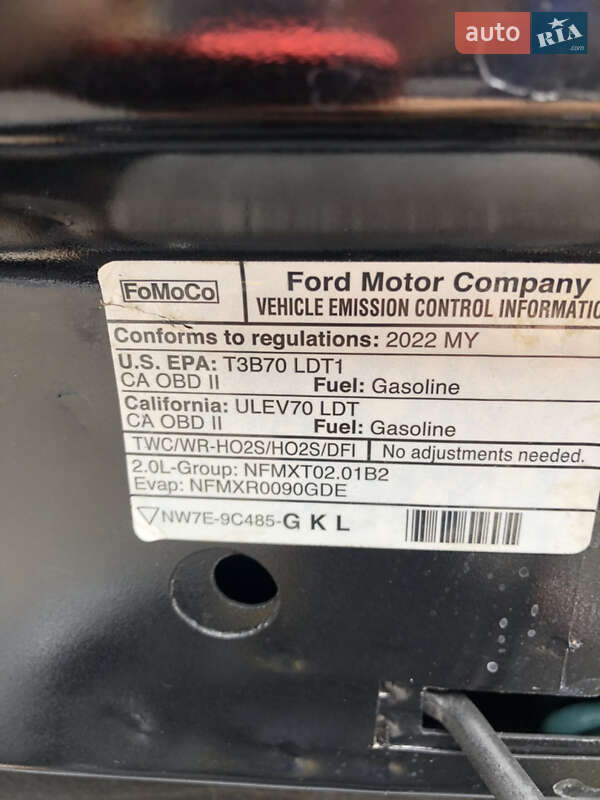 auto RIA.com
FoMoCo
Ford Motor Company
VEHICLE EMISSION CONTROL INFORMATIO
Conforms to regulations: 2022 MY
U.S. EPA: T3B70 LDT1
CA OBD II Fuel: Gasoline
California: ULEV70 LDT
CA OBD II Fuel: Gasoline
TWC/WR-HO2S/HO2S/DFI No adjustments needed.
2.0L-Group: NFMXT02.01B2
Evap: NFMXR0090GDE
NW7E-9C485-G K L